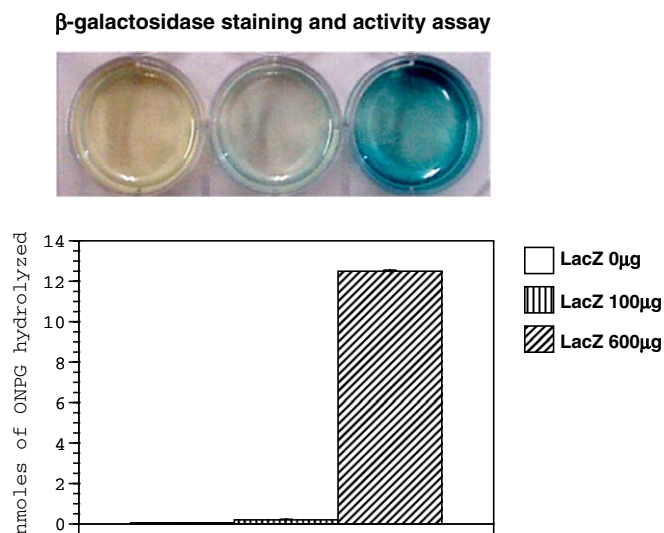 β-galactosidase staining and activity assay
nmoles of ONPG hydrolyzed
14
12
10
8
6
4
2
0
LacZ 0μg
LacZ 100μg
LacZ 600μg